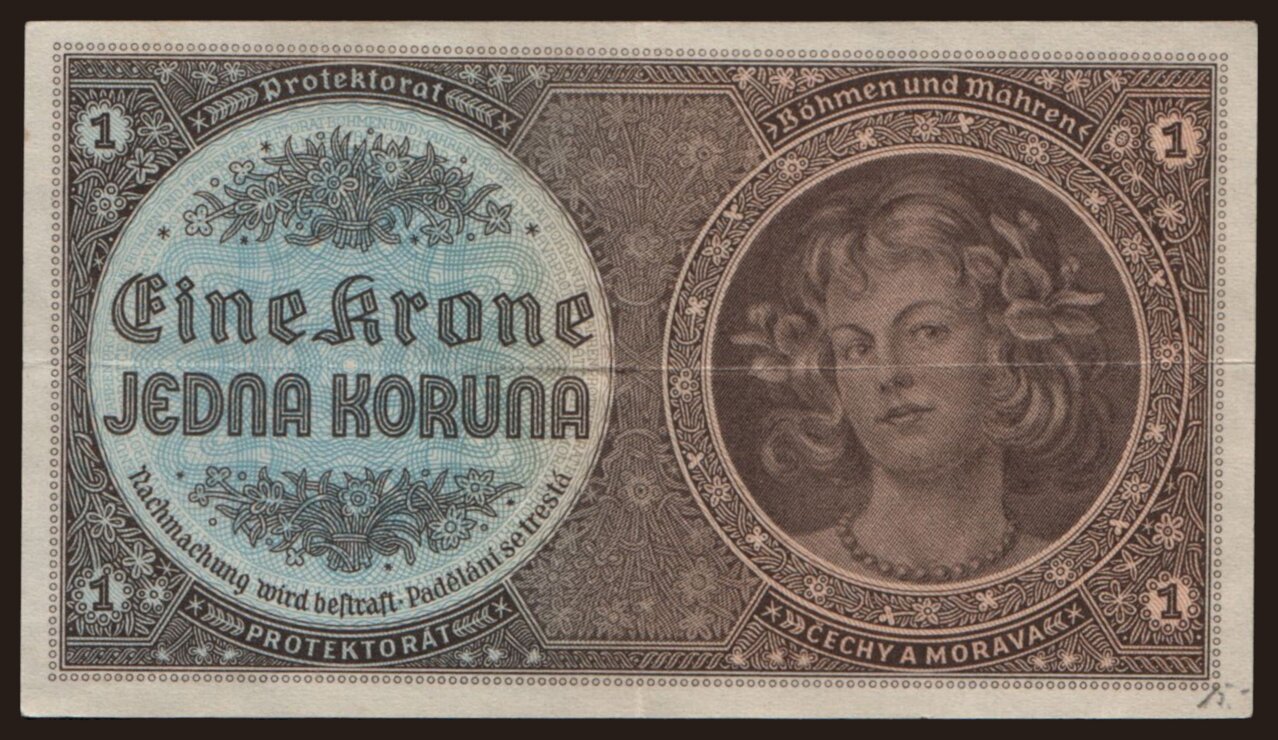 Protektorat
Böhmen und Mähren
1
1
Eine Krone
JEDNA KORUNA
Nachmachung wird bestraft · Padělání se trestá
1
1
PROTEKTORÁT
ČECHY A MORAVA
15.-